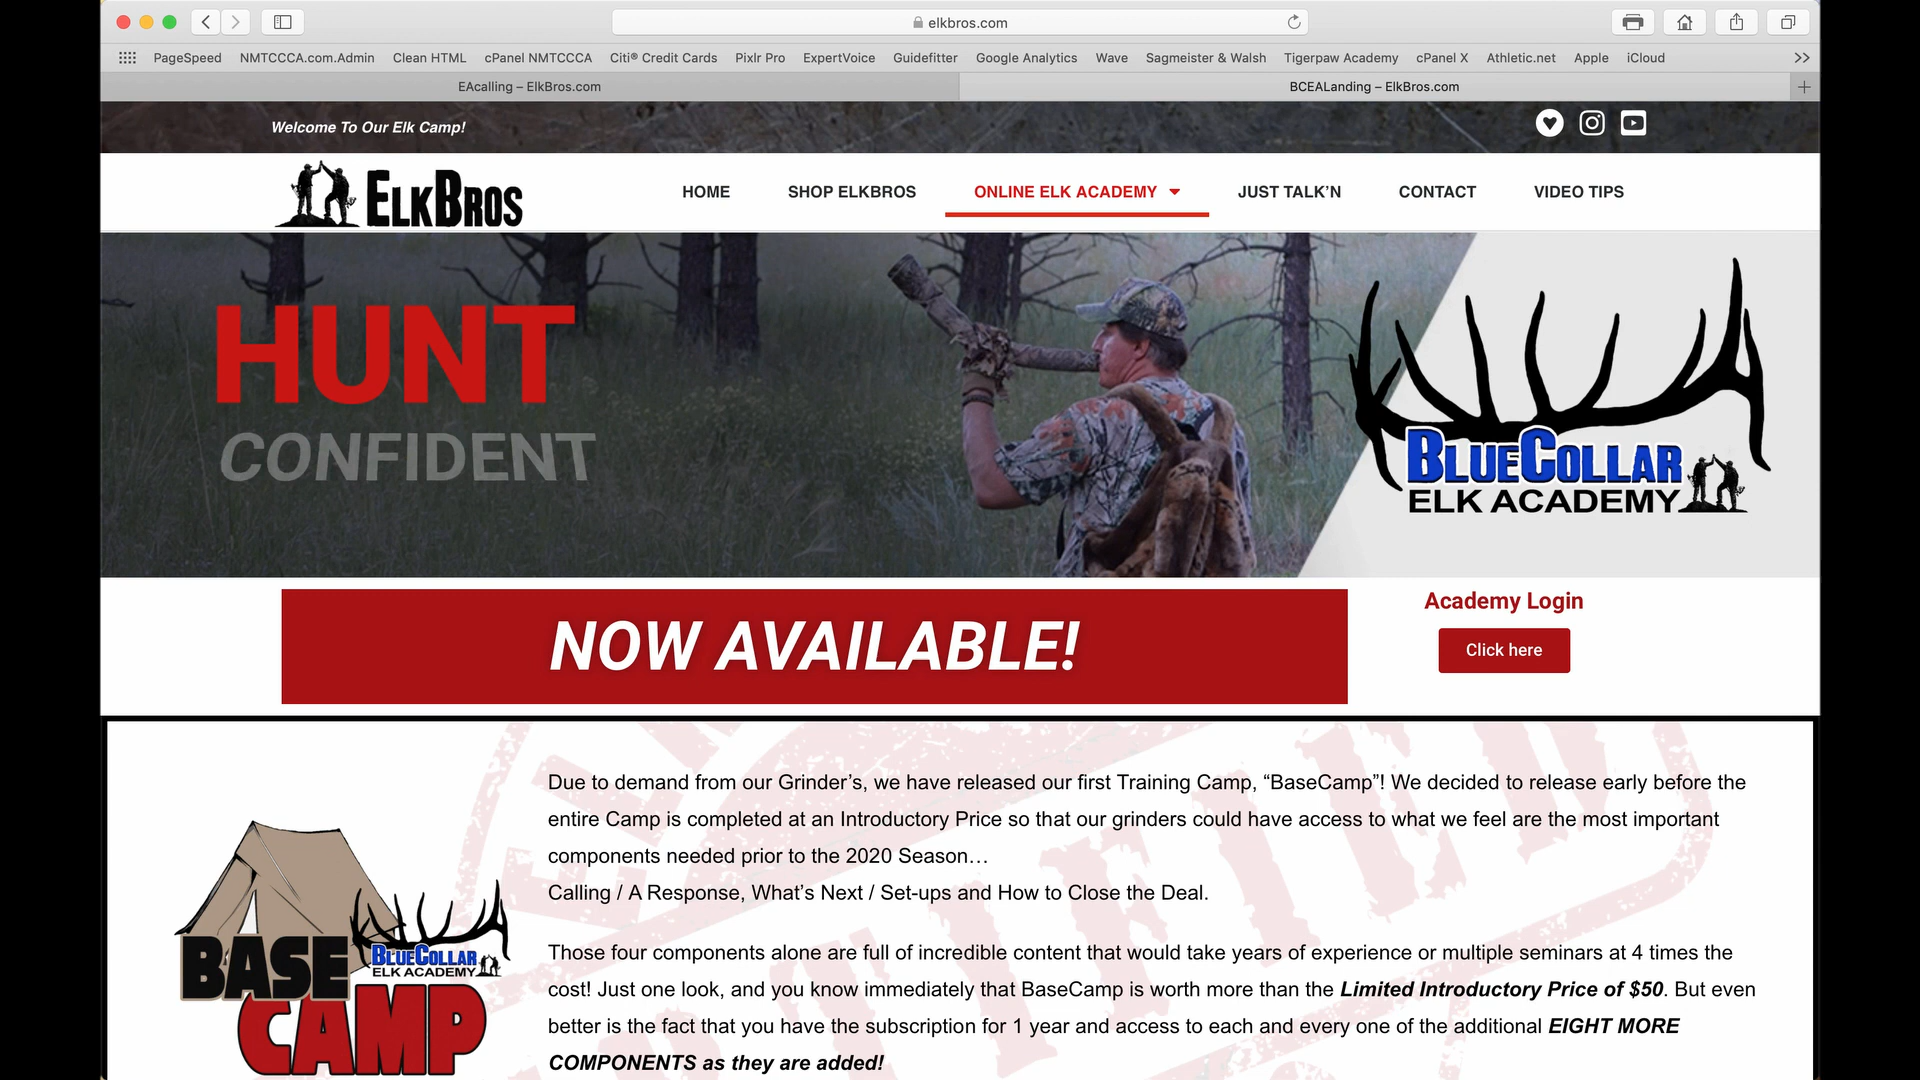 elkbros.com
PageSpeed NMTCCCA.com.Admin Clean HTML cPanel NMTCCCA Citi® Credit Cards Pixlr Pro ExpertVoice Guidefitter Google Analytics Wave Sagmeister & Walsh Tigerpaw Academy cPanel X Athletic.net Apple iCloud
EAcalling – ElkBros.com BCEALanding – ElkBros.com
Welcome To Our Elk Camp!
ELKBROS
HOME SHOP ELKBROS ONLINE ELK ACADEMY JUST TALK’N CONTACT VIDEO TIPS
HUNT
CONFIDENT
BLUECOLLAR
ELK ACADEMY
NOW AVAILABLE!
Academy Login
Click here
Due to demand from our Grinder’s, we have released our first Training Camp, “BaseCamp”! We decided to release early before the
entire Camp is completed at an Introductory Price so that our grinders could have access to what we feel are the most important
components needed prior to the 2020 Season…
Calling / A Response, What’s Next / Set-ups and How to Close the Deal.
Those four components alone are full of incredible content that would take years of experience or multiple seminars at 4 times the
cost! Just one look, and you know immediately that BaseCamp is worth more than the Limited Introductory Price of $50. But even
better is the fact that you have the subscription for 1 year and access to each and every one of the additional EIGHT MORE
COMPONENTS as they are added!
BASE
CAMP
BLUECOLLAR
ELK ACADEMY